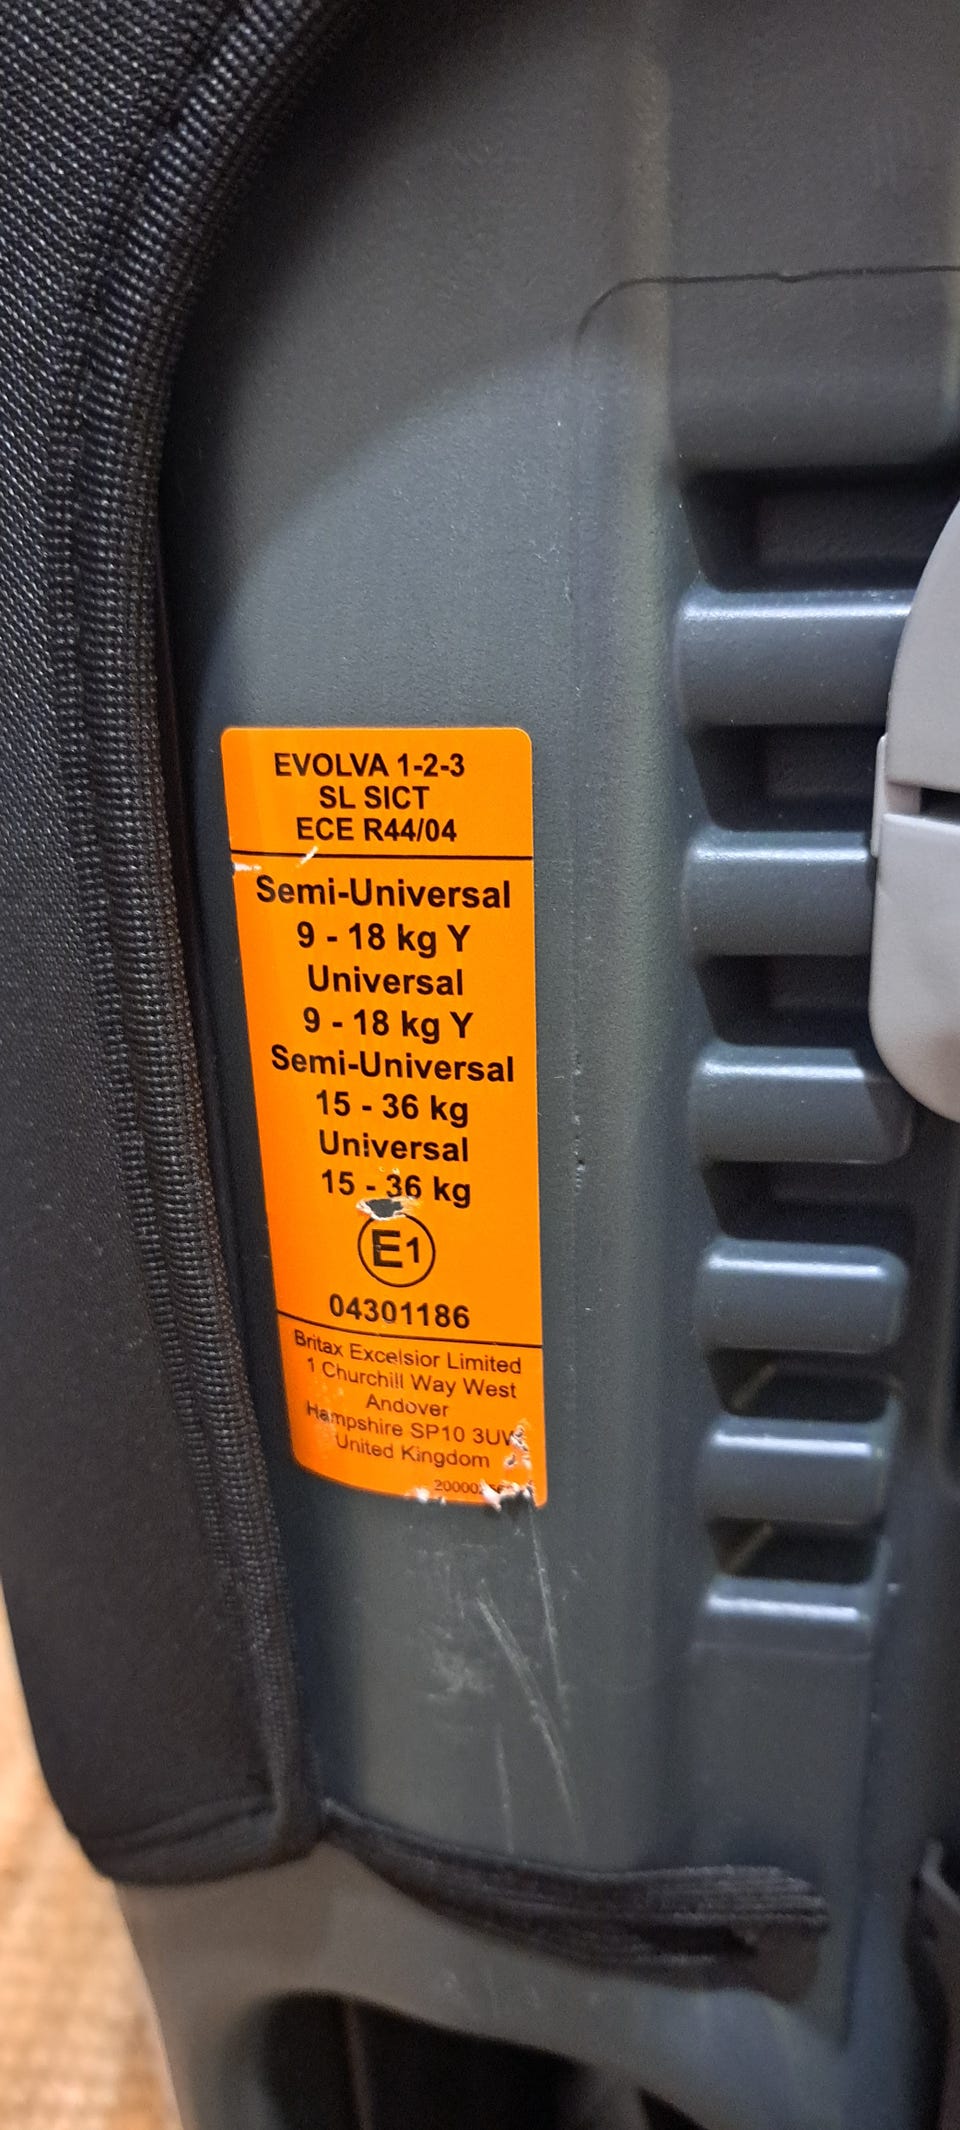 EVOLVA 1-2-3
SL SICT
ECE R44/04
Semi-Universal
9 - 18 kg Y
Universal
9 - 18 kg Y
Semi-Universal
15 - 36 kg
Universal
15 - 36 kg
E1
04301186
Britax Excelsior Limited
1 Churchill Way West
Andover
Hampshire SP10 3UW
United Kingdom